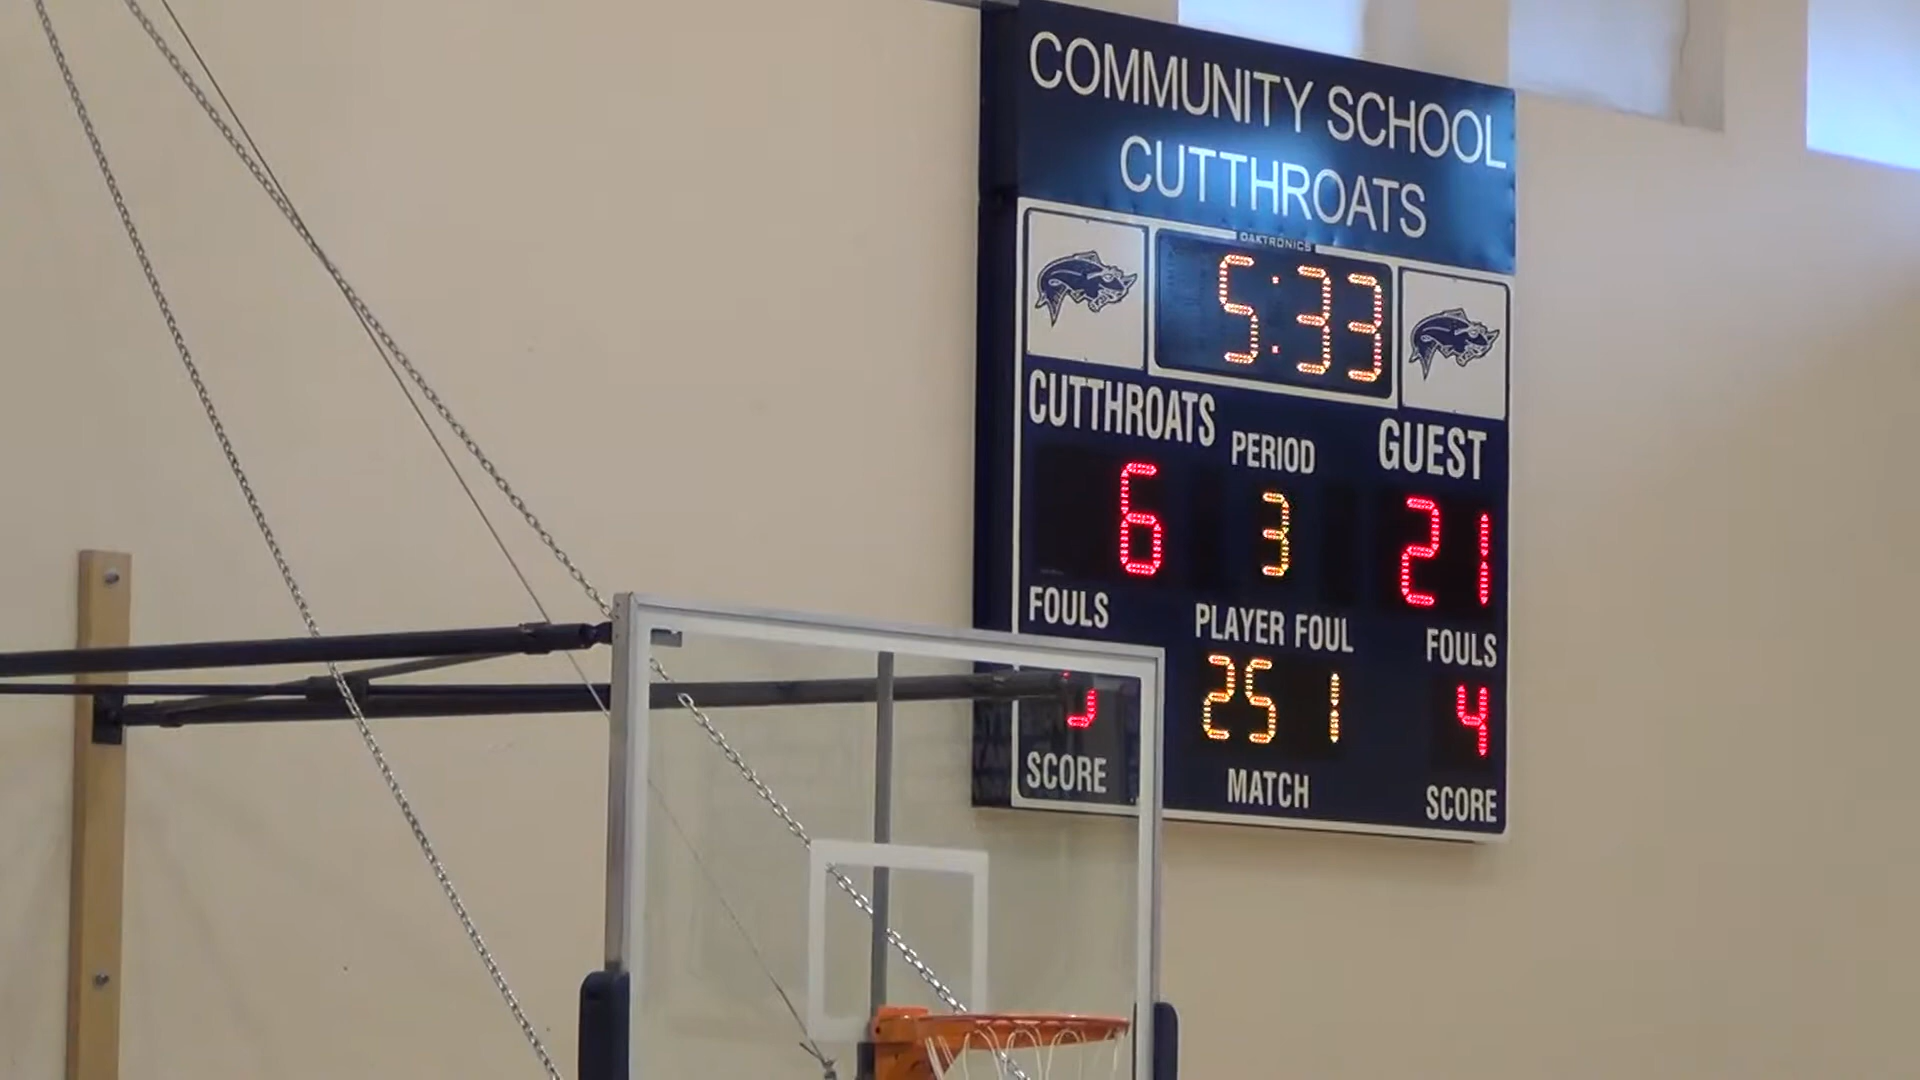 COMMUNITY SCHOOL
CUTTHROATS
DAKTRONICS
5:33
CUTTHROATS
PERIOD
GUEST
6
3
21
FOULS
PLAYER FOUL
FOULS
25 1
4
SCORE
MATCH
SCORE